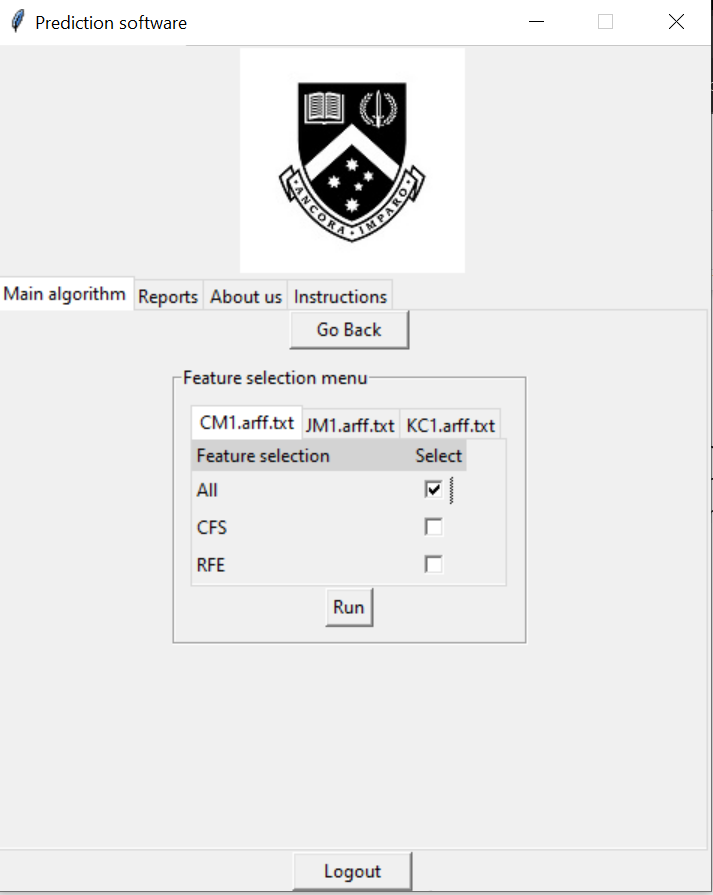 Prediction software
ANCORA IMPARO
Main algorithm Reports About us Instructions
Go Back
Feature selection menu
CM1.arff.txt JM1.arff.txt KC1.arff.txt
Feature selection Select
All
CFS
RFE
Run
Logout